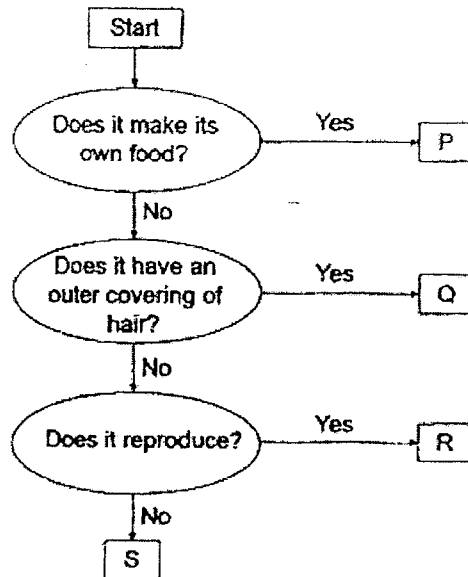 Start
Does it make its
own food?
Yes
P
No
Does it have an
outer covering of
hair?
Yes
Q
No
Does it reproduce?
Yes
R
No
S